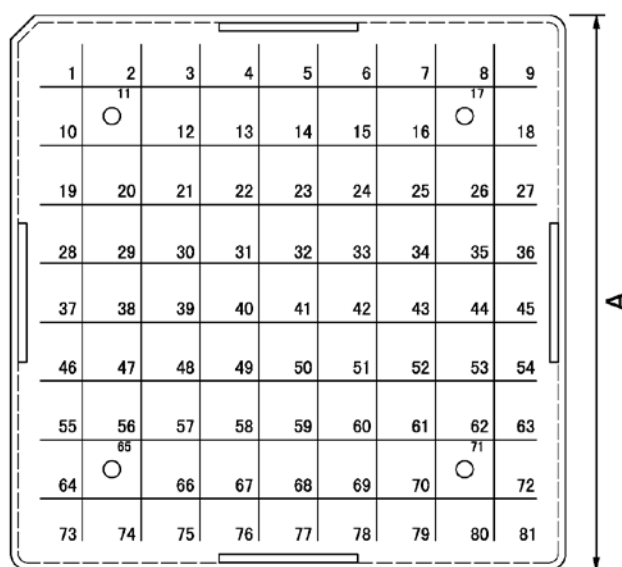 1 2 3 4 5 6 7 8 9
11 17
10 12 13 14 15 16 18
19 20 21 22 23 24 25 26 27
28 29 30 31 32 33 34 35 36
37 38 39 40 41 42 43 44 45
46 47 48 49 50 51 52 53 54
55 56 57 58 59 60 61 62 63
65 71
64 66 67 68 69 70 72
73 74 75 76 77 78 79 80 81
A